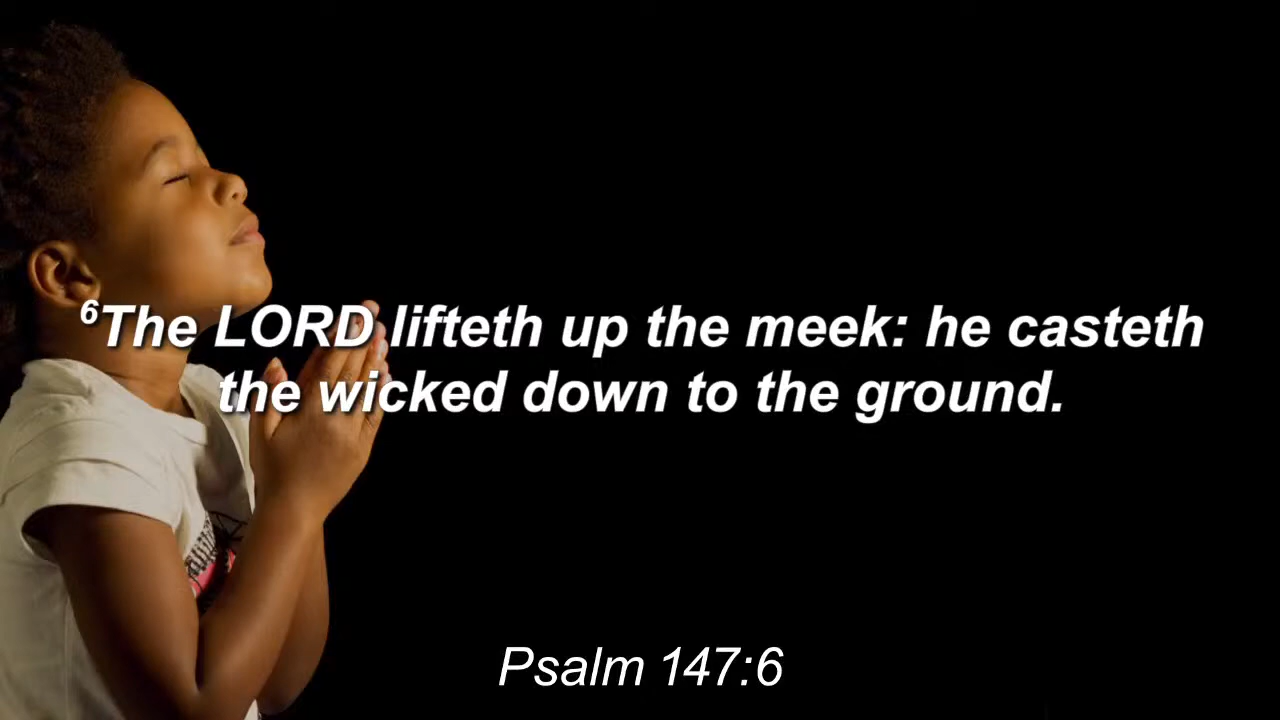 ⁶The LORD lifteth up the meek: he casteth
the wicked down to the ground.
Psalm 147:6